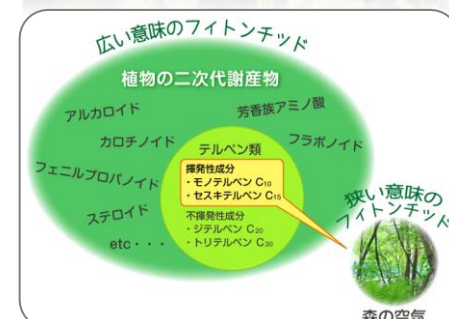 広い意味のフィトンチッド
植物の二次代謝産物
アルカロイド
芳香族アミノ酸
カロチノイド
フラボノイド
フェニルプロパノイド
ステロイド
etc・・・
テルペン類
揮発性成分
・モノテルペン C10
・セスキテルペン C15
不揮発性成分
・ジテルペン C20
・トリテルペン C30
狭い意味の
フィトンチッド
森の空気